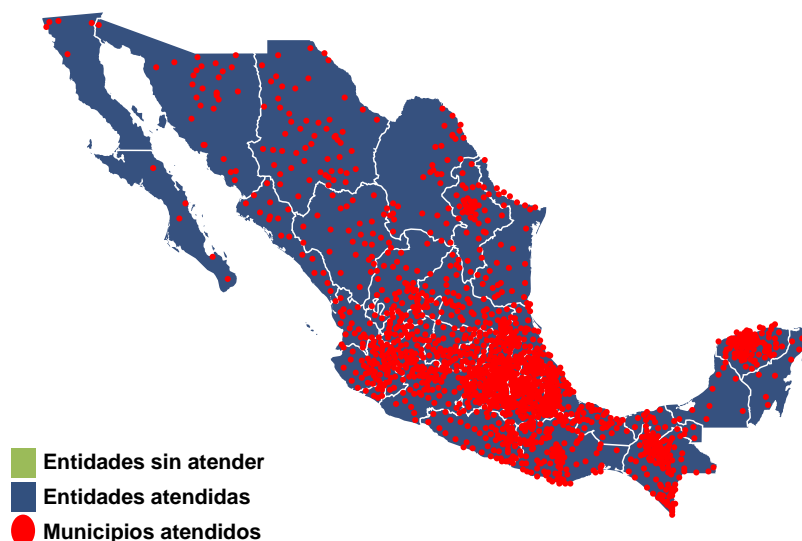 Entidades sin atender
Entidades atendidas
Municipios atendidos